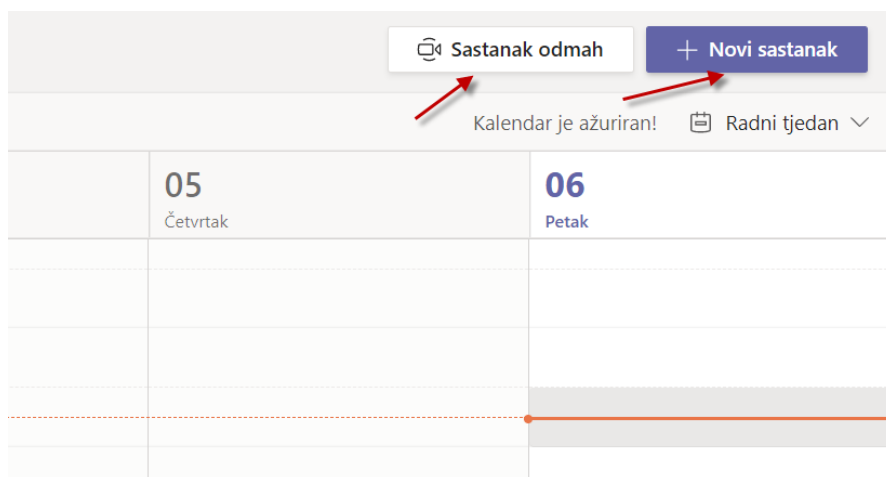 Sastanak odmah
+ Novi sastanak
Kalendar je ažuriran!
Radni tjedan
05
Četvrtak
06
Petak